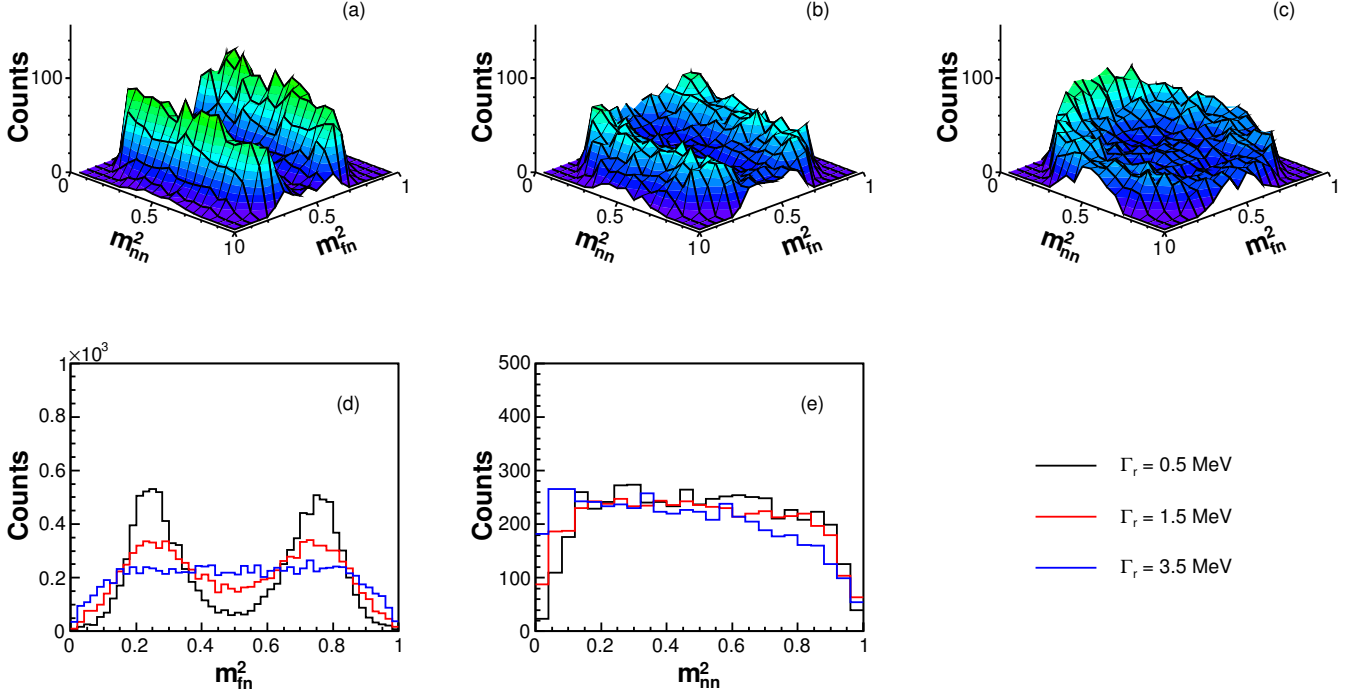 (a)
(b)
(c)
Counts
100
0
0
0.5
1
m²nn
0
0.5
1
m²fn
Counts
100
0
0
0.5
1
m²nn
0
0.5
1
m²fn
Counts
100
0
0
0.5
1
m²nn
0
0.5
1
m²fn
×10³
(d)
Counts
1
0.8
0.6
0.4
0.2
0
0 0.2 0.4 0.6 0.8 1
m²fn
(e)
Counts
500
400
300
200
100
0
0 0.2 0.4 0.6 0.8 1
m²nn
Γr = 0.5 MeV
Γr = 1.5 MeV
Γr = 3.5 MeV